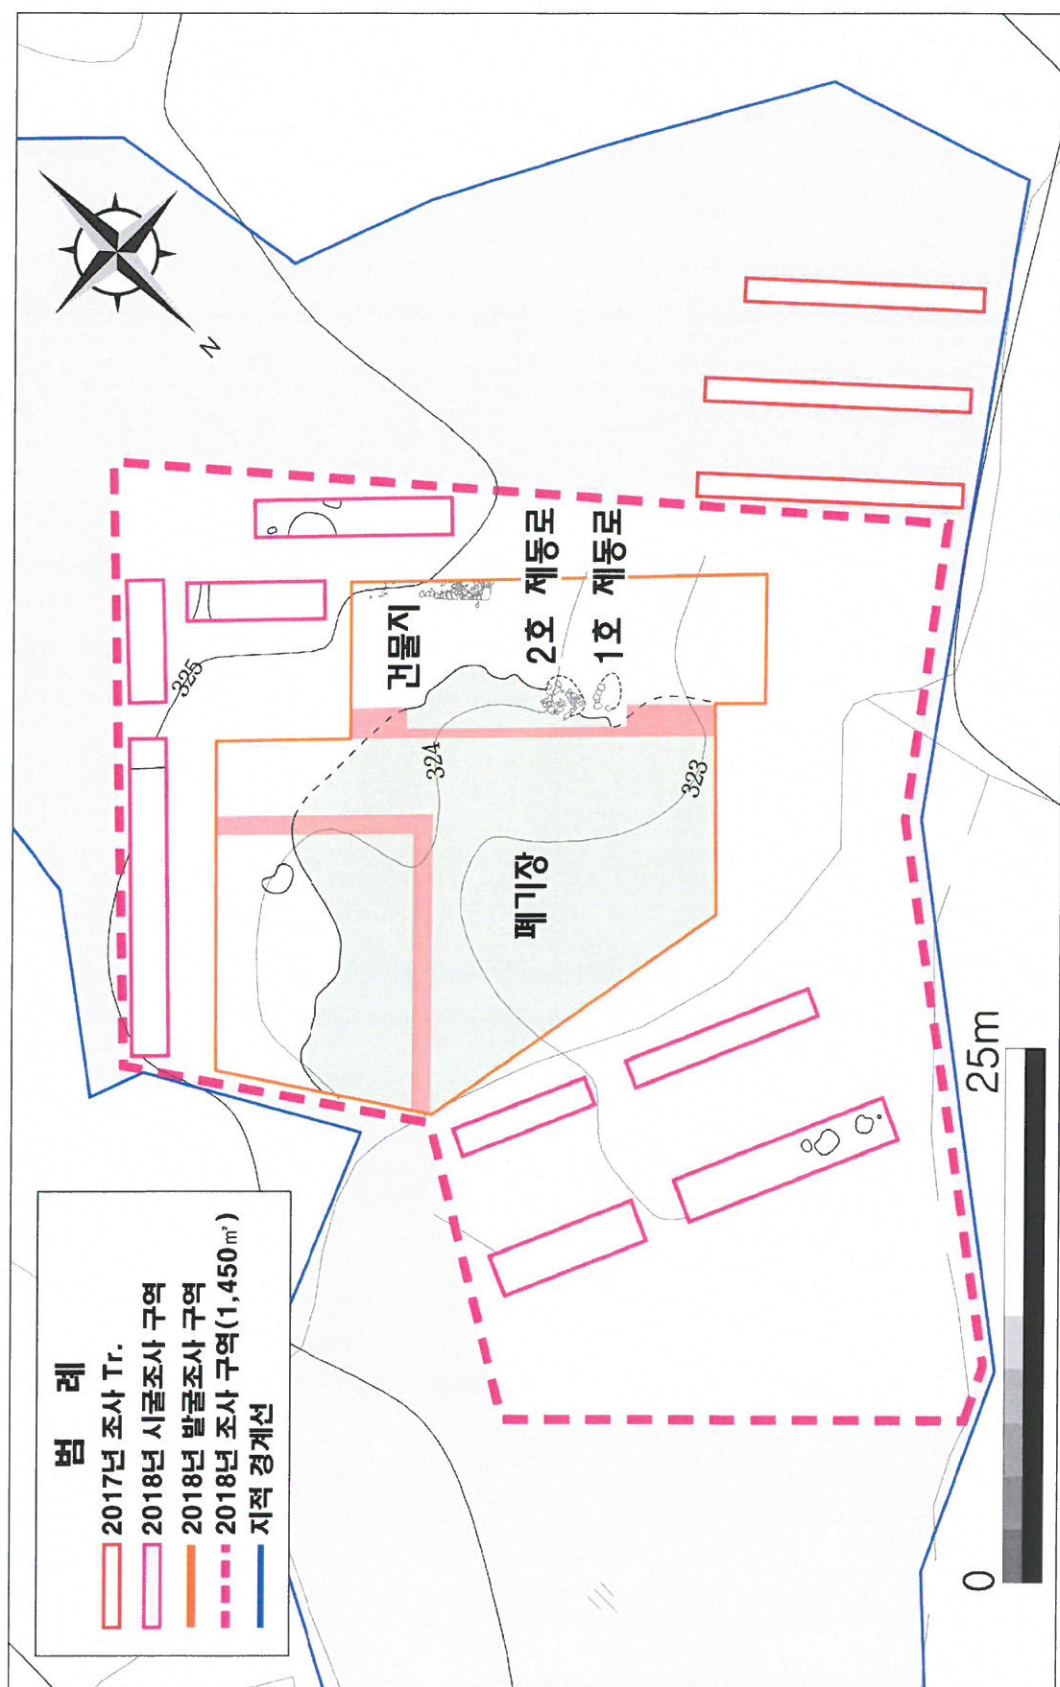 범 례
2017년 조사 Tr.
2018년 시굴조사 구역
2018년 발굴조사 구역
2018년 조사 구역(1,450㎡)
지적 경계선
N
325
324
323
건물지
2호 제동로
1호 제동로
폐기장
0
25m